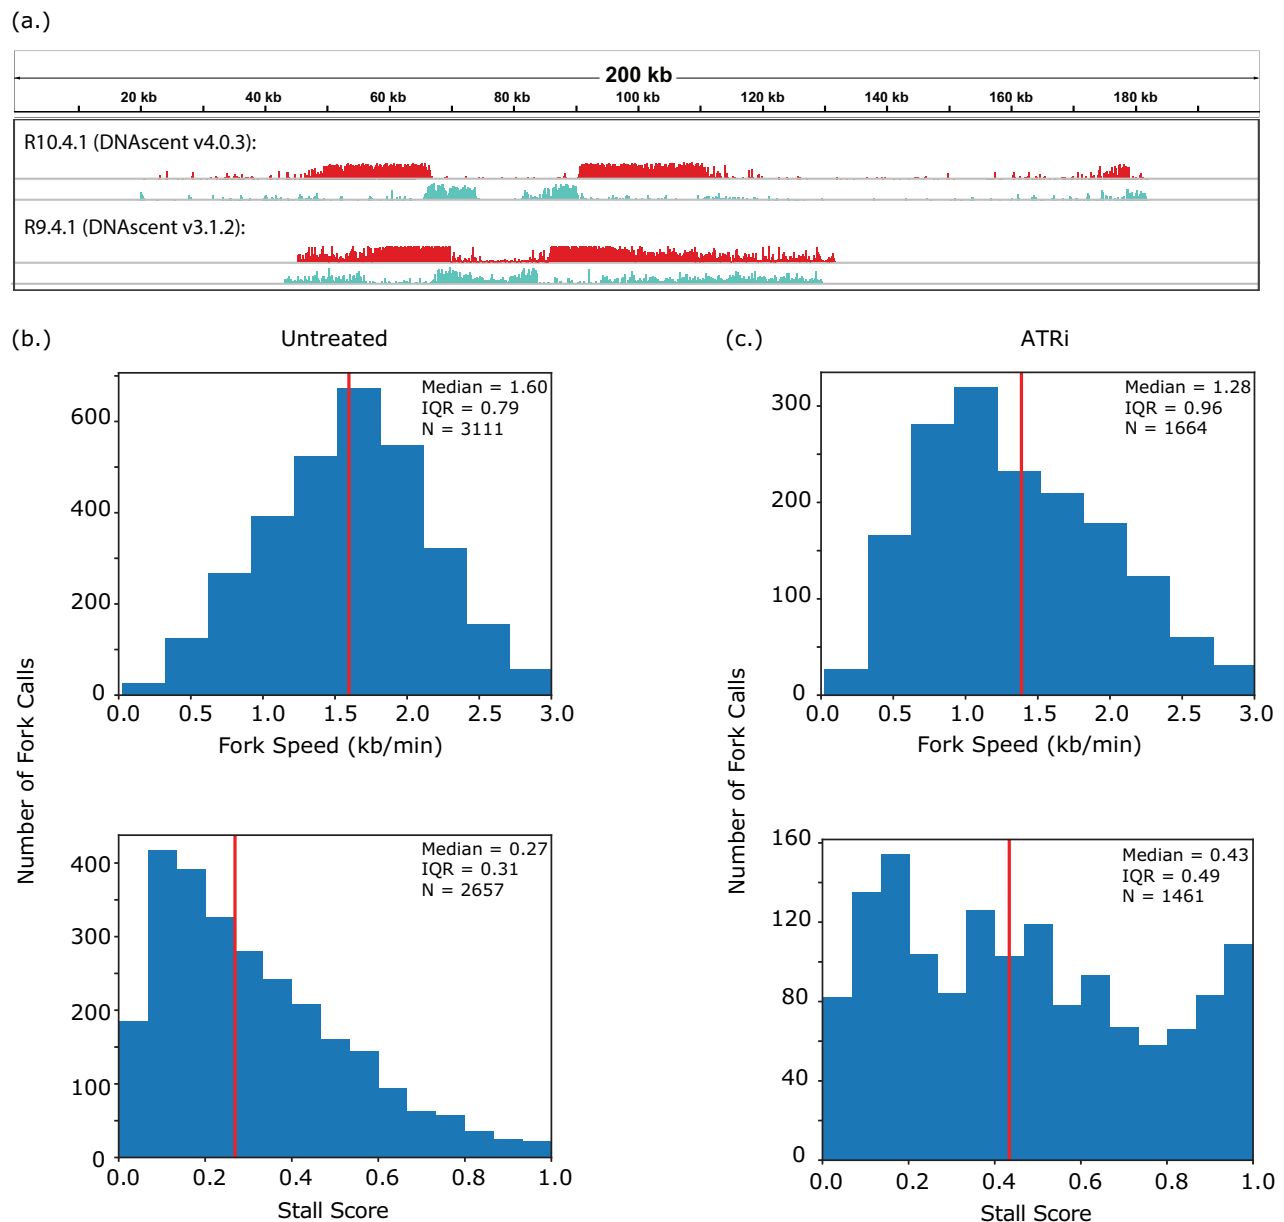 (a.)
200 kb
20 kb 40 kb 60 kb 80 kb 100 kb 120 kb 140 kb 160 kb 180 kb
R10.4.1 (DNAscent v4.0.3):
R9.4.1 (DNAscent v3.1.2):
(b.)
Untreated
Median = 1.60
IQR = 0.79
N = 3111
600
400
200
0
0.0 0.5 1.0 1.5 2.0 2.5 3.0
Fork Speed (kb/min)
Number of Fork Calls
Median = 0.27
IQR = 0.31
N = 2657
400
300
200
100
0
0.0 0.2 0.4 0.6 0.8 1.0
Stall Score
(c.)
ATRi
Median = 1.28
IQR = 0.96
N = 1664
300
200
100
0
0.0 0.5 1.0 1.5 2.0 2.5 3.0
Fork Speed (kb/min)
Number of Fork Calls
Median = 0.43
IQR = 0.49
N = 1461
160
120
80
40
0
0.0 0.2 0.4 0.6 0.8 1.0
Stall Score